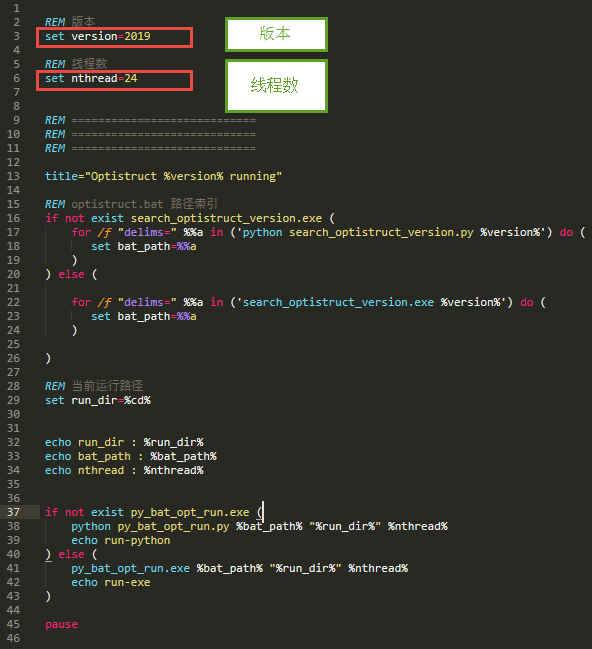 1
2 REM 版本
3 set version=2019
版本
4
5 REM 线程数
6 set nthread=24
线程数
7
8
9 REM ============================
10 REM ============================
11 REM ============================
12
13 title="Optistruct %version% running"
14
15 REM optistruct.bat 路径索引
16 if not exist search_optistruct_version.exe (
17 for /f "delims=" %%a in ('python search_optistruct_version.py %version%') do (
18 set bat_path=%%a
19 )
20 ) else (
21
22 for /f "delims=" %%a in ('search_optistruct_version.exe %version%') do (
23 set bat_path=%%a
24 )
25
26 )
27
28 REM 当前运行路径
29 set run_dir=%cd%
30
31
32 echo run_dir : %run_dir%
33 echo bat_path : %bat_path%
34 echo nthread : %nthread%
35
36
37 if not exist py_bat_opt_run.exe (
38 python py_bat_opt_run.py %bat_path% "%run_dir%" %nthread%
39 echo run-python
40 ) else (
41 py_bat_opt_run.exe %bat_path% "%run_dir%" %nthread%
42 echo run-exe
43 )
44
45 pause
46